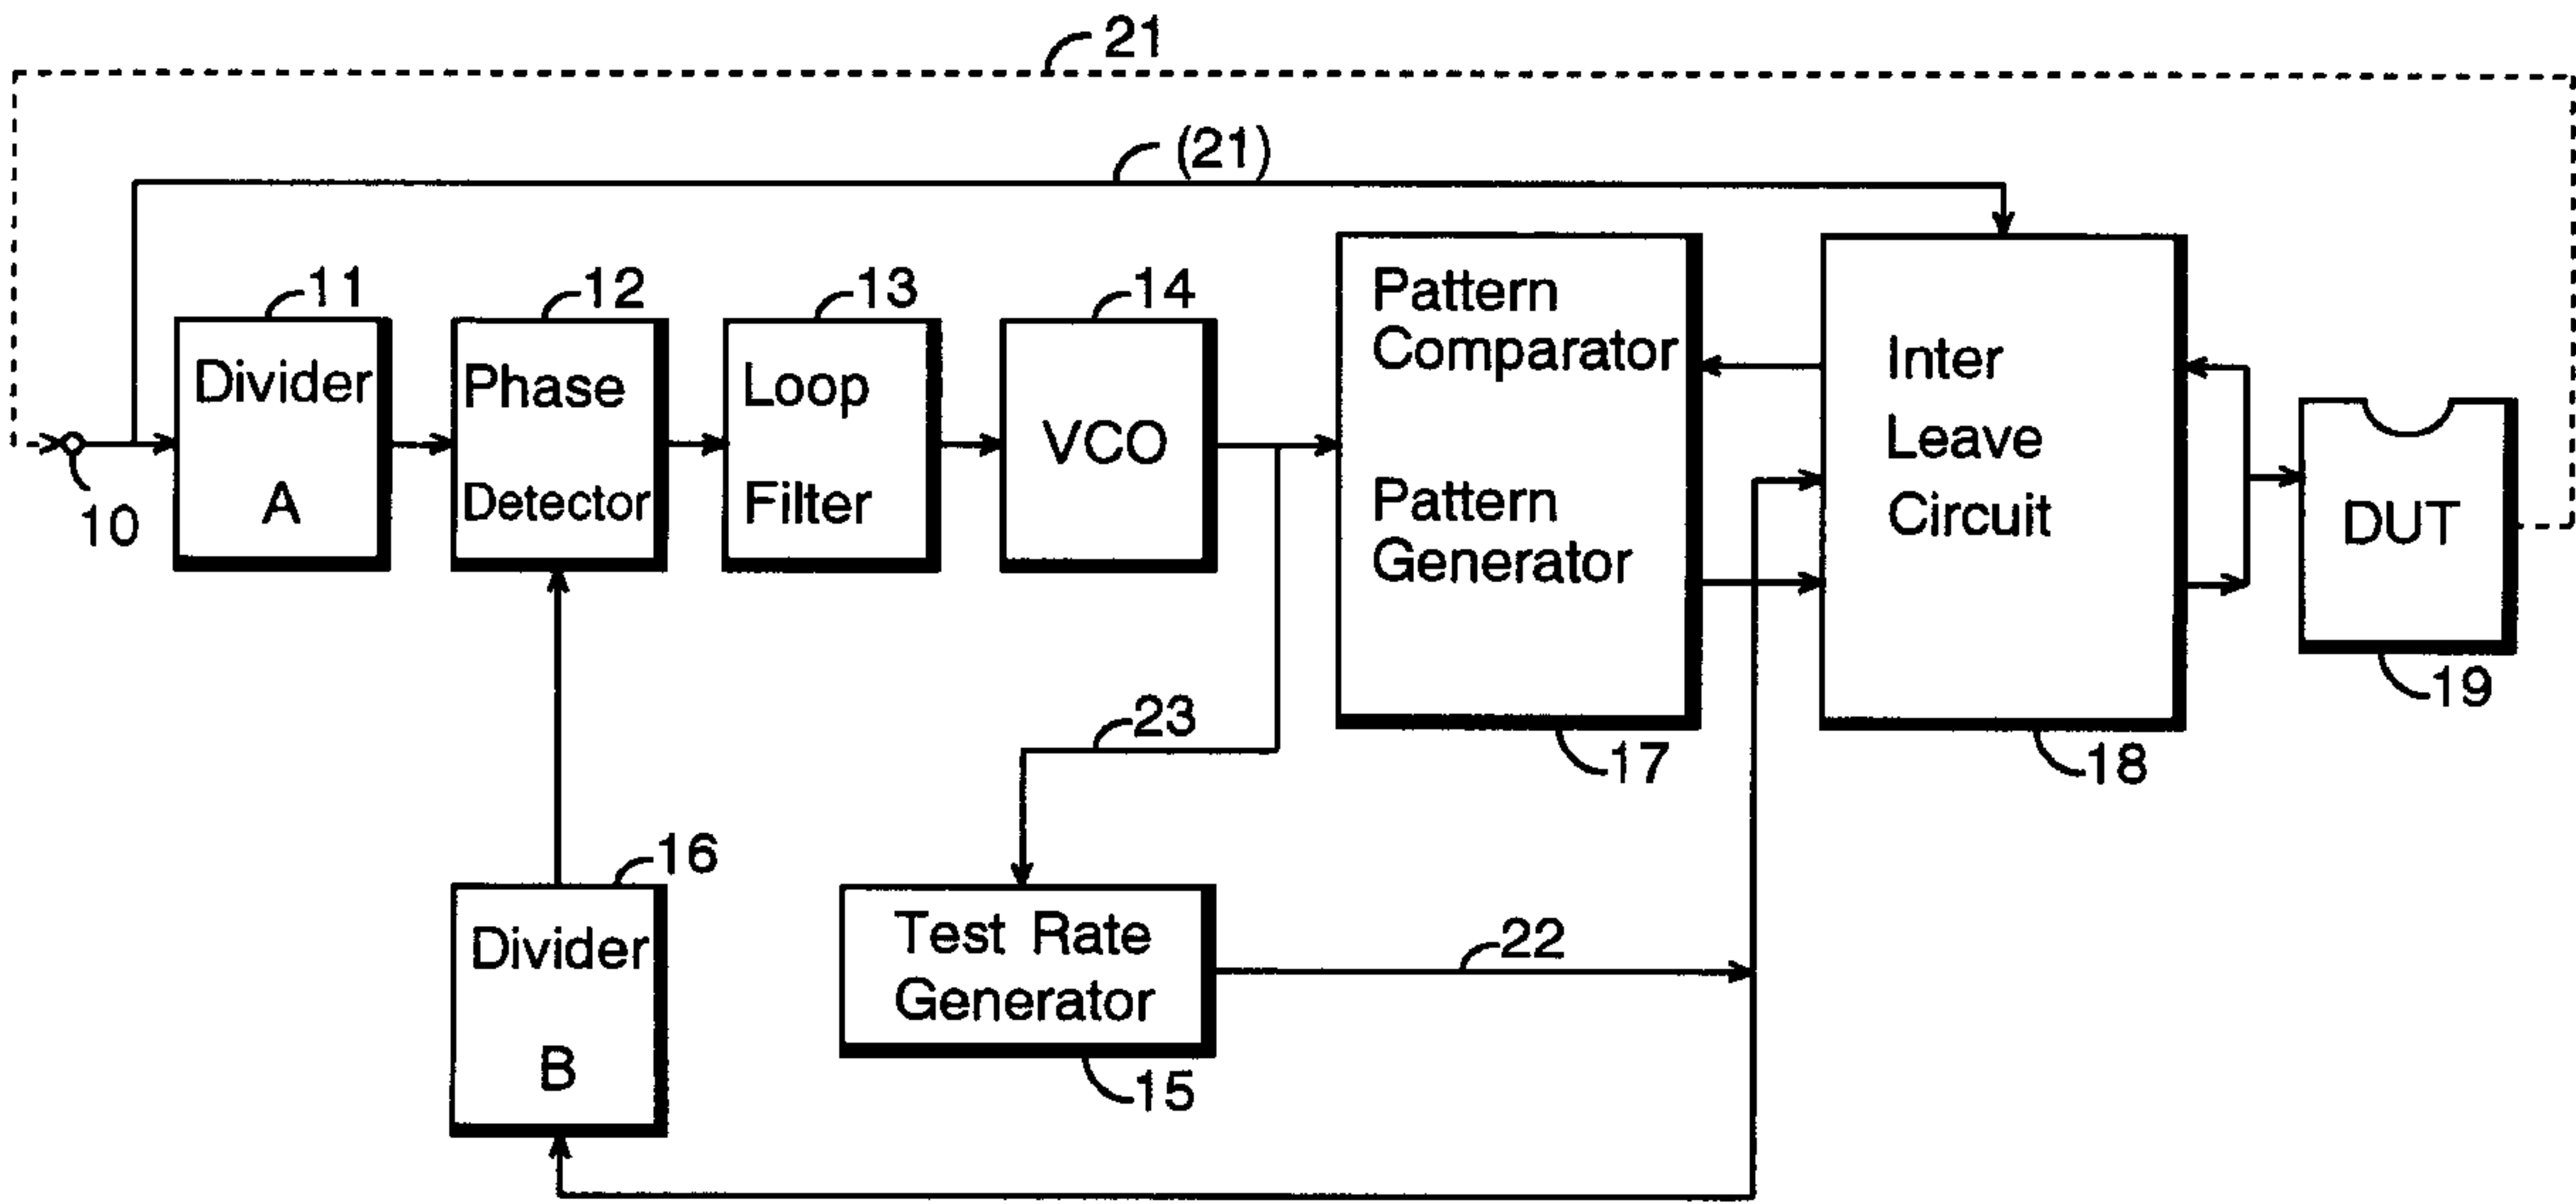 21
(21)
11
12
13
14
Divider
A
Phase
Detector
Loop
Filter
VCO
Pattern
Comparator
Pattern
Generator
Inter
Leave
Circuit
DUT
10
19
17
18
23
16
Divider
B
Test Rate
Generator
22
15